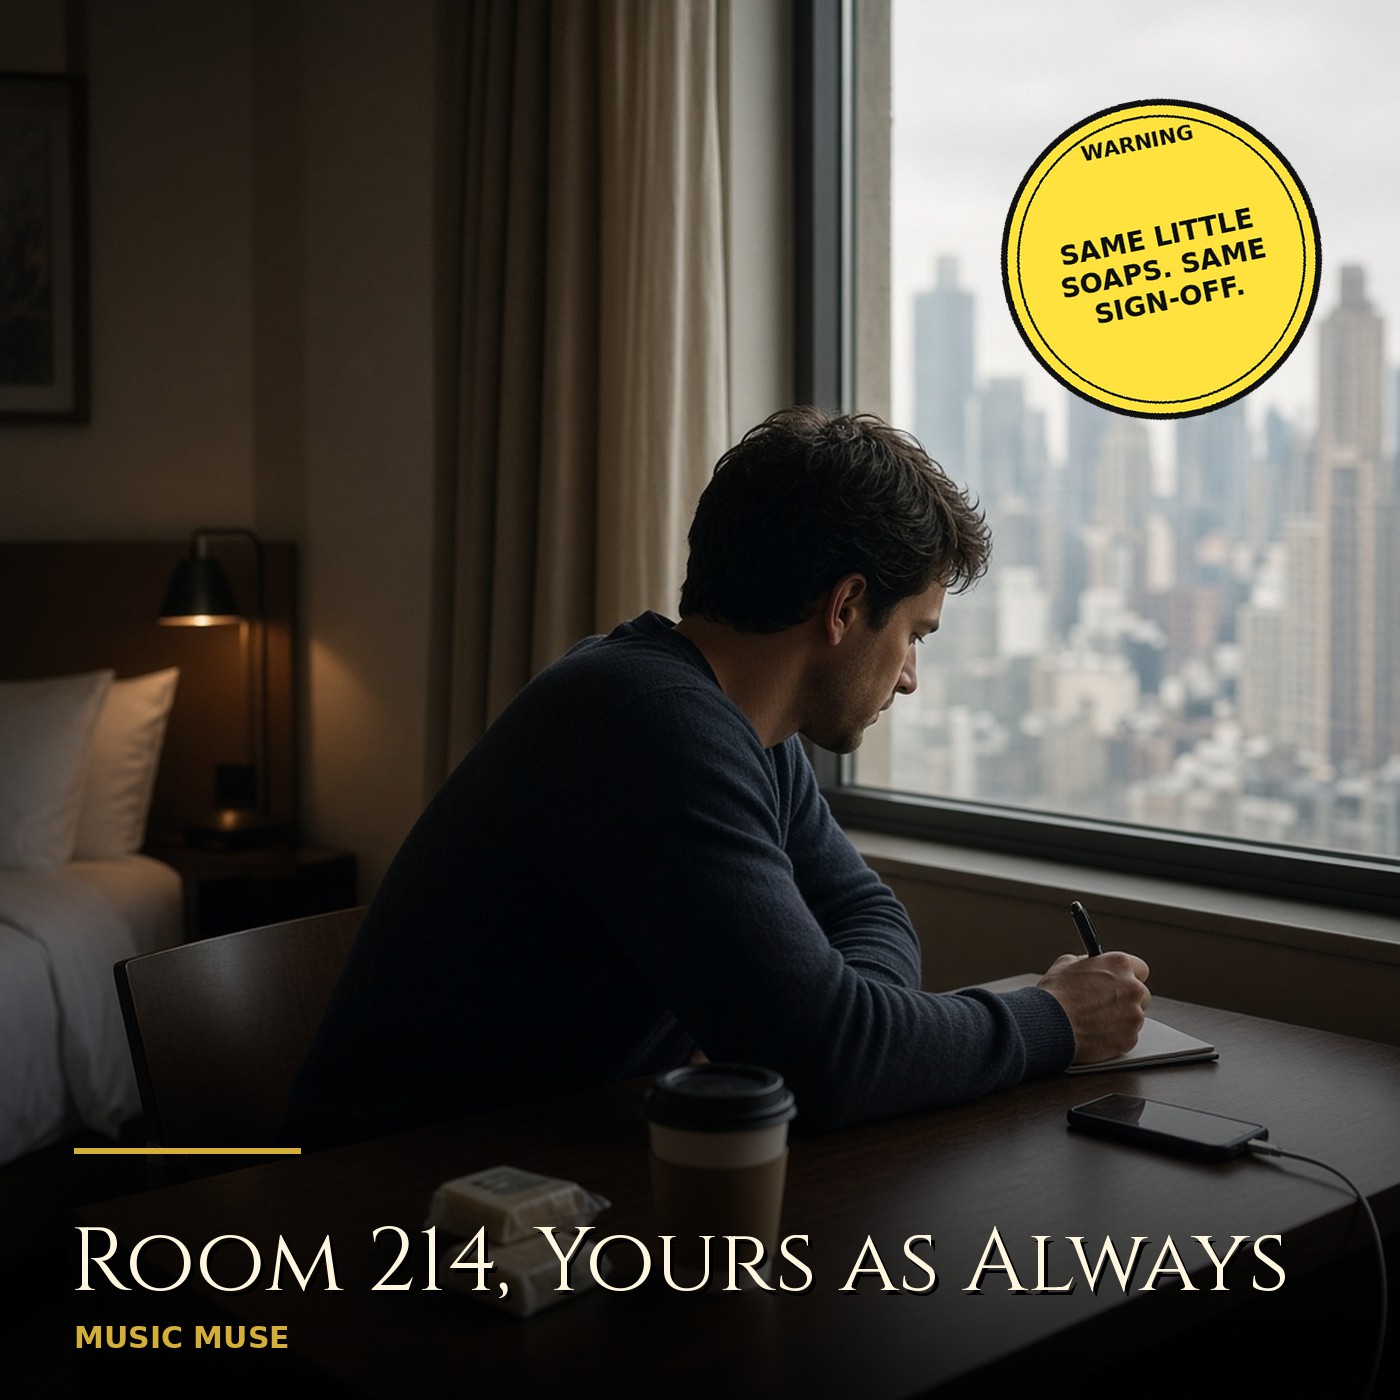 WARNING
SAME LITTLE
SOAPS. SAME
SIGN-OFF.
Room 214, Yours as Always
MUSIC MUSE